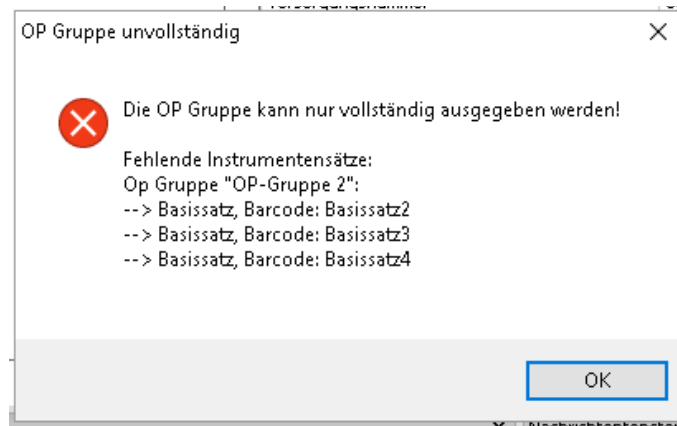 OP Gruppe unvollständig
Die OP Gruppe kann nur vollständig ausgegeben werden!
Fehlende Instrumentensätze:
Op Gruppe "OP-Gruppe 2":
--> Basissatz, Barcode: Basissatz2
--> Basissatz, Barcode: Basissatz3
--> Basissatz, Barcode: Basissatz4
OK